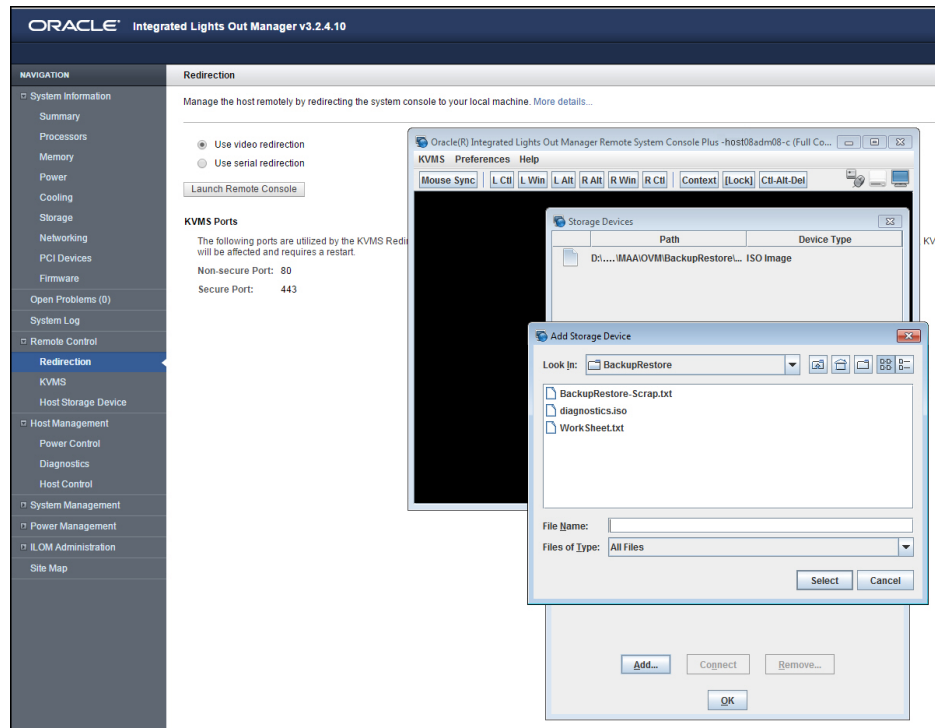 ORACLE® Integrated Lights Out Manager v3.2.4.10
NAVIGATION
System Information
Summary
Processors
Memory
Power
Cooling
Storage
Networking
PCI Devices
Firmware
Open Problems (0)
System Log
Remote Control
Redirection
KVMS
Host Storage Device
Host Management
Power Control
Diagnostics
Host Control
System Management
Power Management
ILOM Administration
Site Map
Redirection
Manage the host remotely by redirecting the system console to your local machine. More details...
Use video redirection
Use serial redirection
Launch Remote Console
KVMS Ports
The following ports are utilized by the KVMS Redi
KV
will be affected and requires a restart.
Non-secure Port: 80
Secure Port: 443
Oracle(R) Integrated Lights Out Manager Remote System Console Plus -host08adm08-c (Full Co...
KVMS Preferences Help
Mouse Sync L Ctl L Win L Alt R Alt R Win R Ctl Context [Lock] Ctl-Alt-Del
Storage Devices
Path Device Type
D:\....\MAA\OVM\BackupRestore\... ISO Image
Add Storage Device
Look In: BackupRestore
BackupRestore-Scrap.txt
diagnostics.iso
WorkSheet.txt
File Name:
Files of Type: All Files
Select Cancel
Add... Connect Remove...
OK